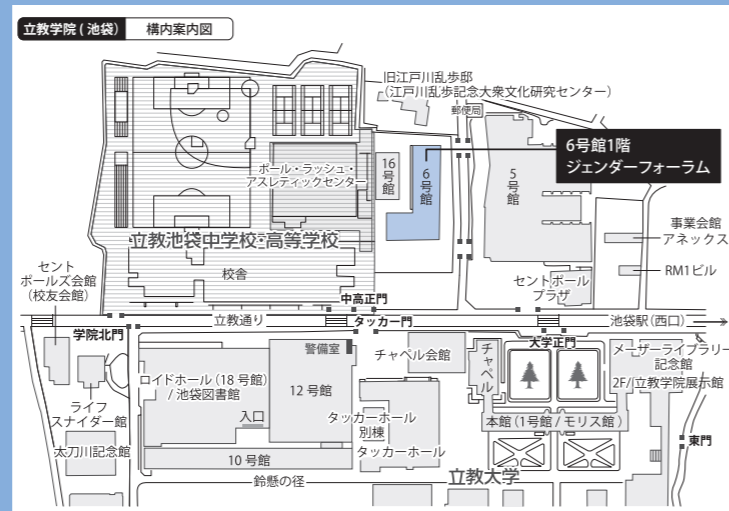 立教学院(池袋) 構内案内図
旧江戸川乱歩邸
(江戸川乱歩記念大衆文化研究センター)
郵便局
6号館1階
ジェンダーフォーラム
ポール・ラッシュ・
アスレティックセンター
16号館
6号館
5号館
立教池袋中学校・高等学校
校舎
事業会館
アネックス
RM1ビル
セントポール
プラザ
セント
ポールズ会館
(校友会館)
中高正門
学院北門
立教通り
タッカー門
池袋駅(西口)
大学正門
警備室
チャペル会館
チャペル
メーザーライブラリー
記念館
2F/立教学院展示館
ロイドホール(18号館)
/池袋図書館
12号館
ライフ
スナイダー館
入口
タッカーホール
別棟
タッカーホール
本館(1号館/モリス館)
太刀川記念館
10号館
東門
鈴懸の径
立教大学